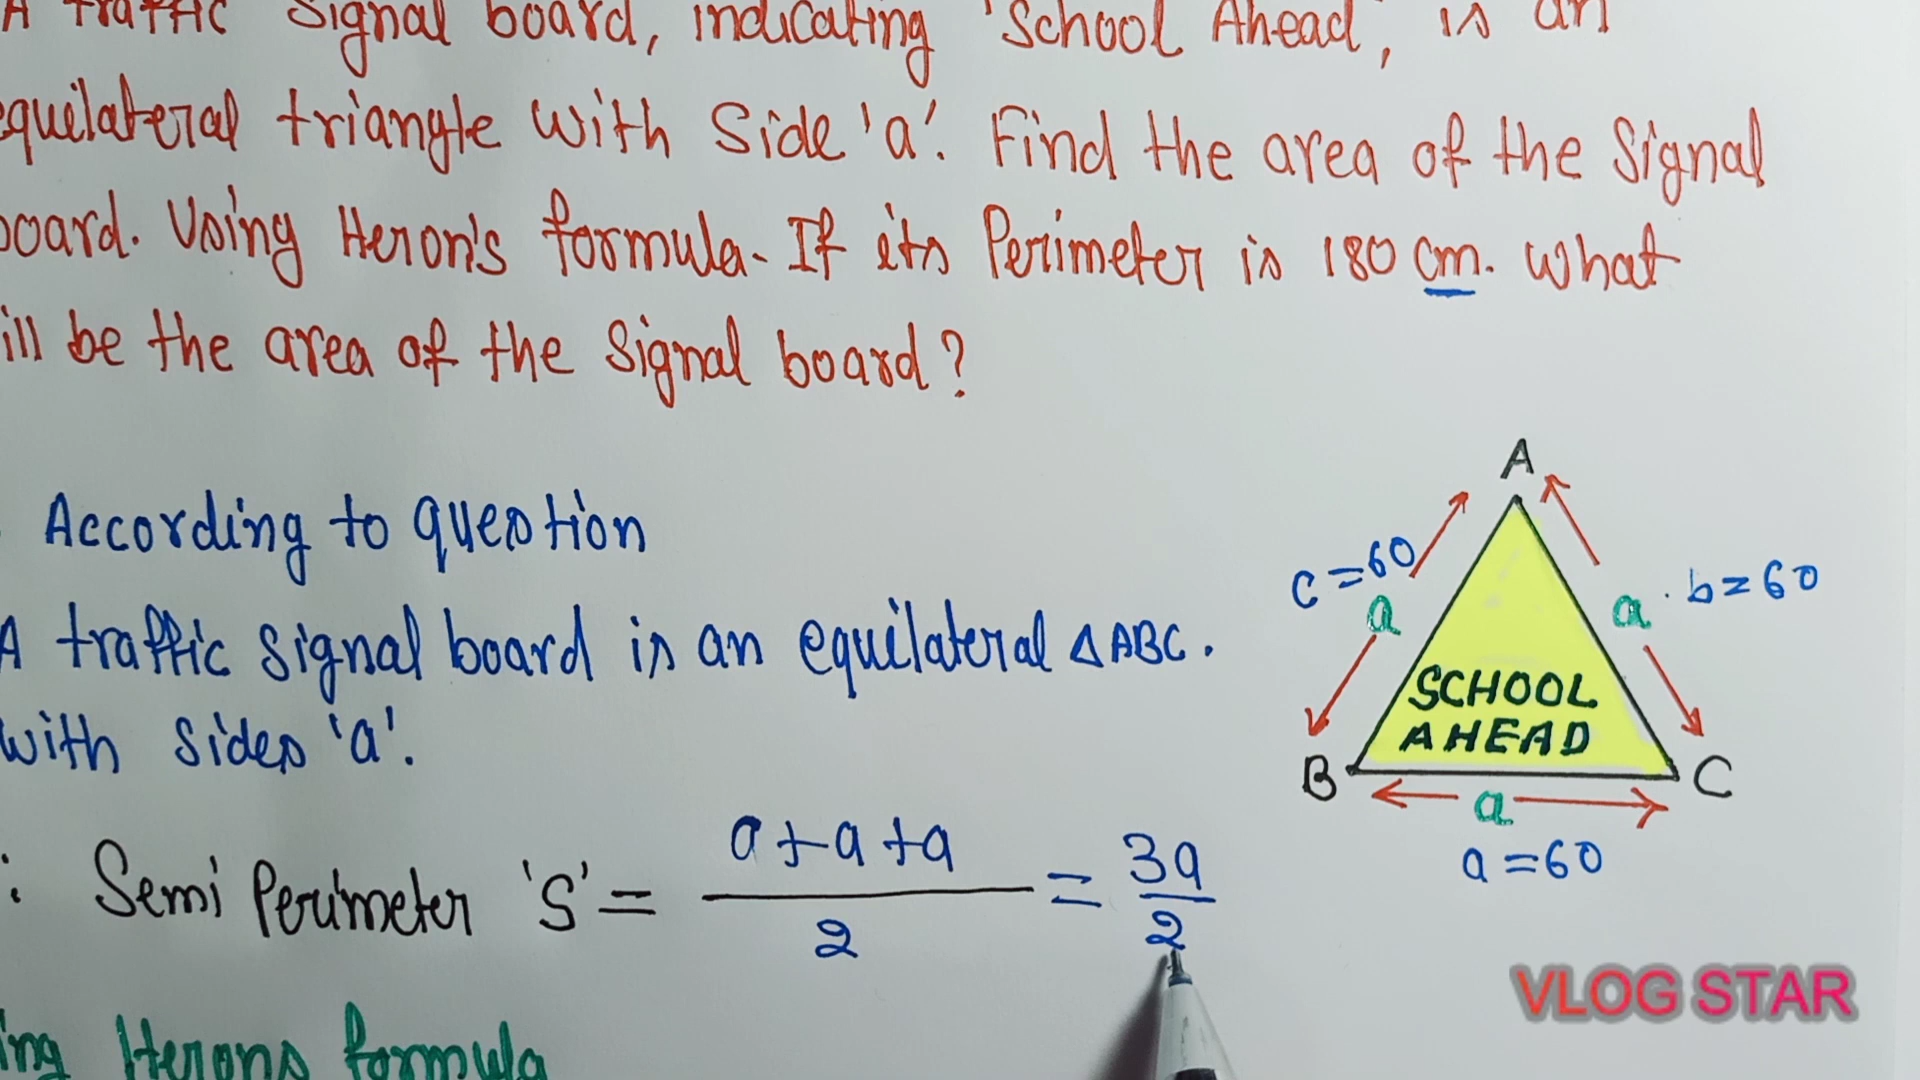 A traffic Signal board, indicating 'School Ahead', is an
equilateral triangle with Side 'a'. Find the area of the Signal
board. Using Heron's formula. If its Perimeter is 180 cm. what
ill be the area of the Signal board?
According to question
A traffic Signal board is an equilateral △ABC.
with Sides 'a'.
Semi Perimeter 'S' = a+a+a/2 = 3a/2
ing Herons formula
A
c=60
a
a
b=60
SCHOOL
AHEAD
B
C
a
a=60
VLOG STAR